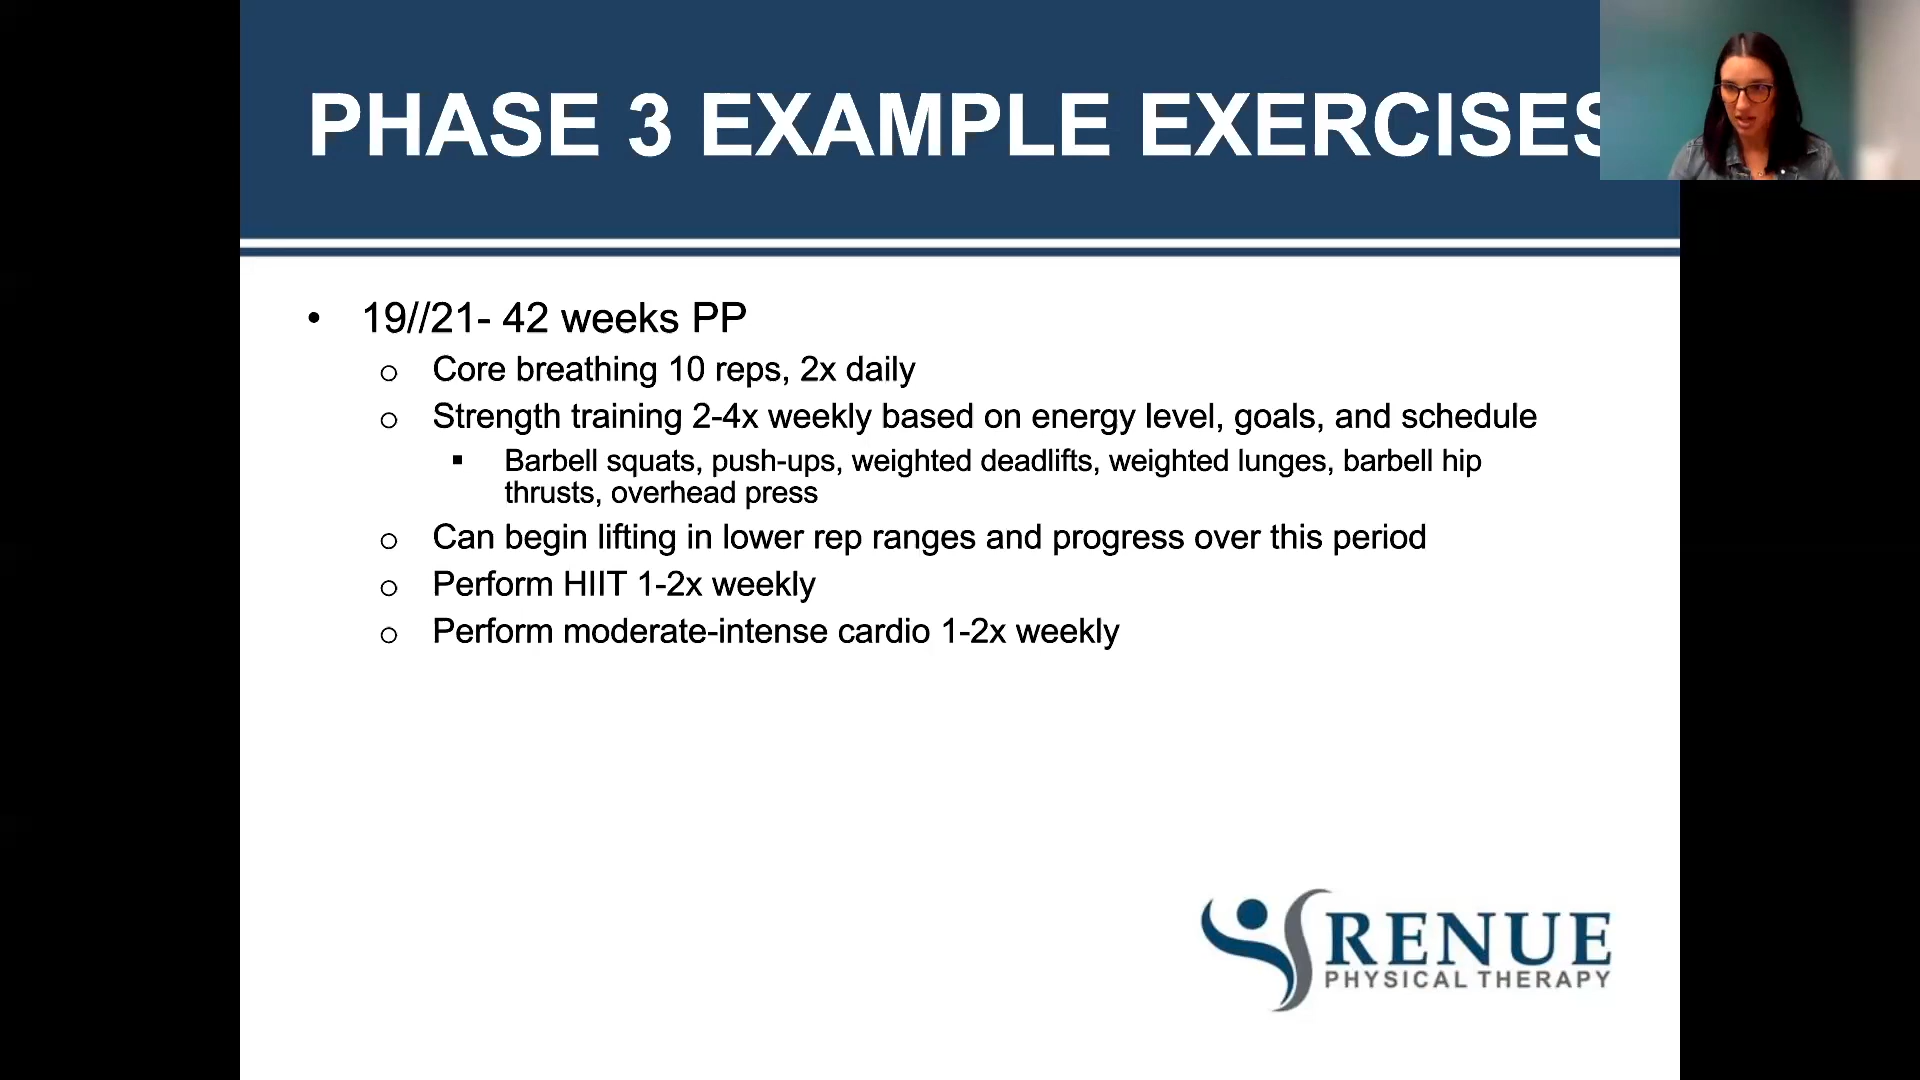 PHASE 3 EXAMPLE EXERCISES
• 19//21- 42 weeks PP
o Core breathing 10 reps, 2x daily
o Strength training 2-4x weekly based on energy level, goals, and schedule
▪ Barbell squats, push-ups, weighted deadlifts, weighted lunges, barbell hip
thrusts, overhead press
o Can begin lifting in lower rep ranges and progress over this period
o Perform HIIT 1-2x weekly
o Perform moderate-intense cardio 1-2x weekly
RENUE
PHYSICAL THERAPY